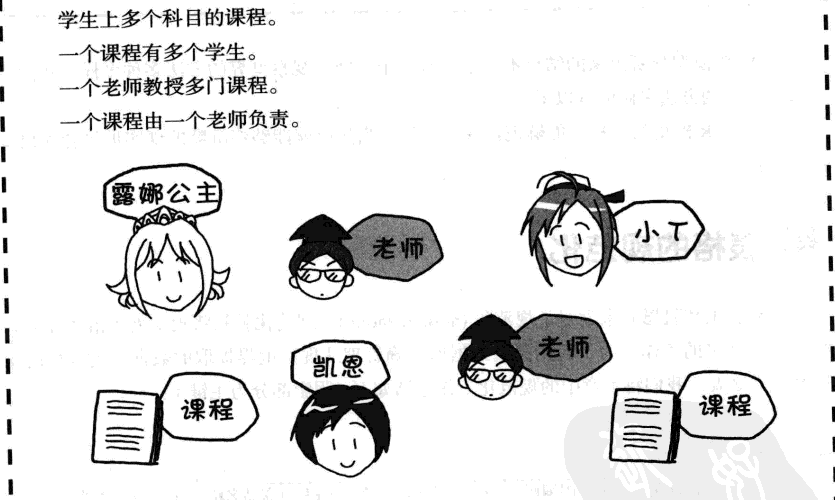 学生上多个科目的课程。
一个课程有多个学生。
一个老师教授多门课程。
一个课程由一个老师负责。
露娜公主
老师
小丁
老师
凯恩
课程
课程